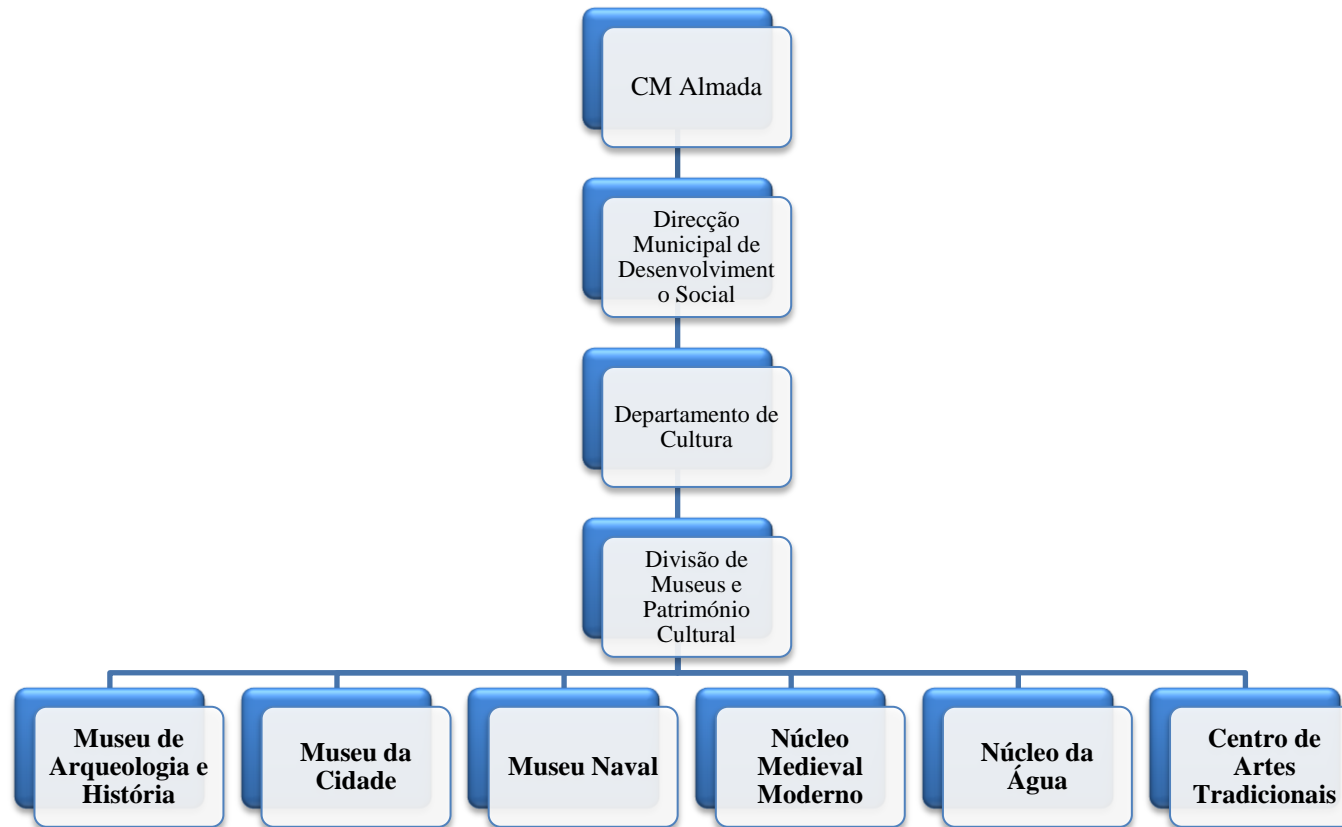 CM Almada
Direcção
Municipal de
Desenvolviment
o Social
Departamento de
Cultura
Divisão de
Museus e
Património
Cultural
Museu de
Arqueologia e
História
Museu da
Cidade
Museu Naval
Núcleo
Medieval
Moderno
Núcleo da
Água
Centro de
Artes
Tradicionais